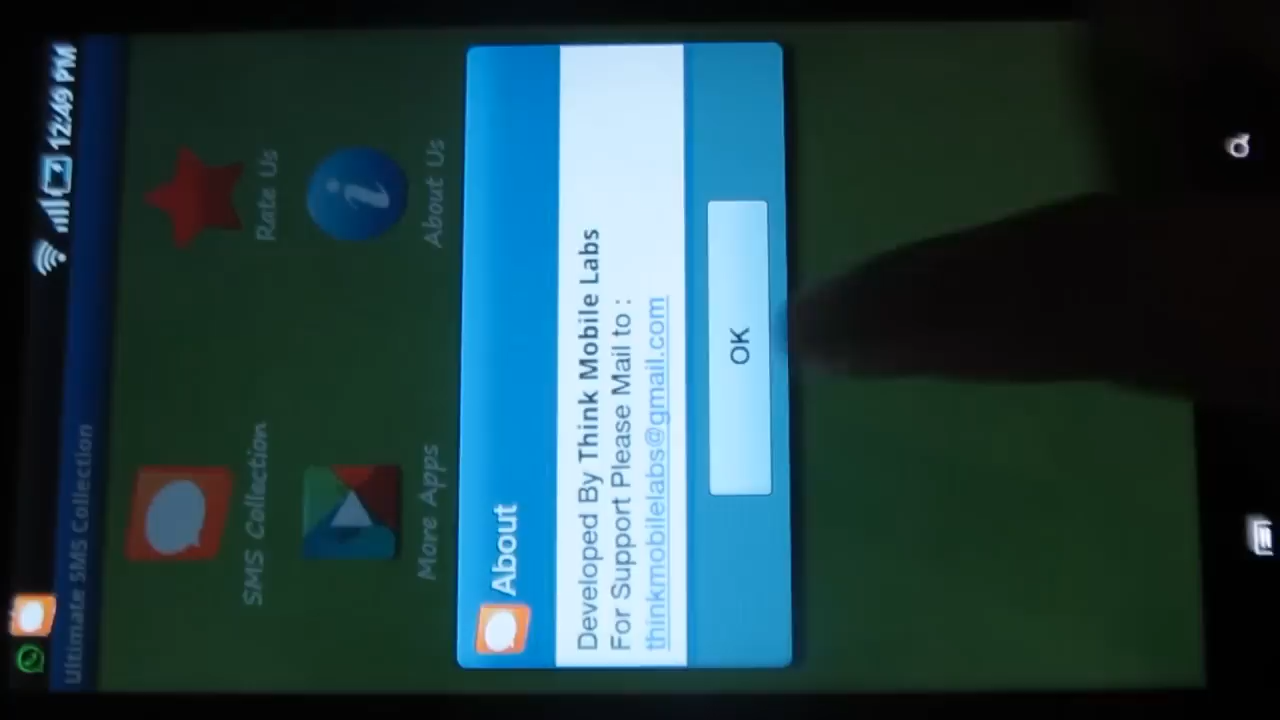 12:49 PM
Ultimate SMS Collection
SMS Collection
Rate Us
More Apps
About Us
About
Developed By Think Mobile Labs
For Support Please Mail to :
thinkmobilelabs@gmail.com
OK